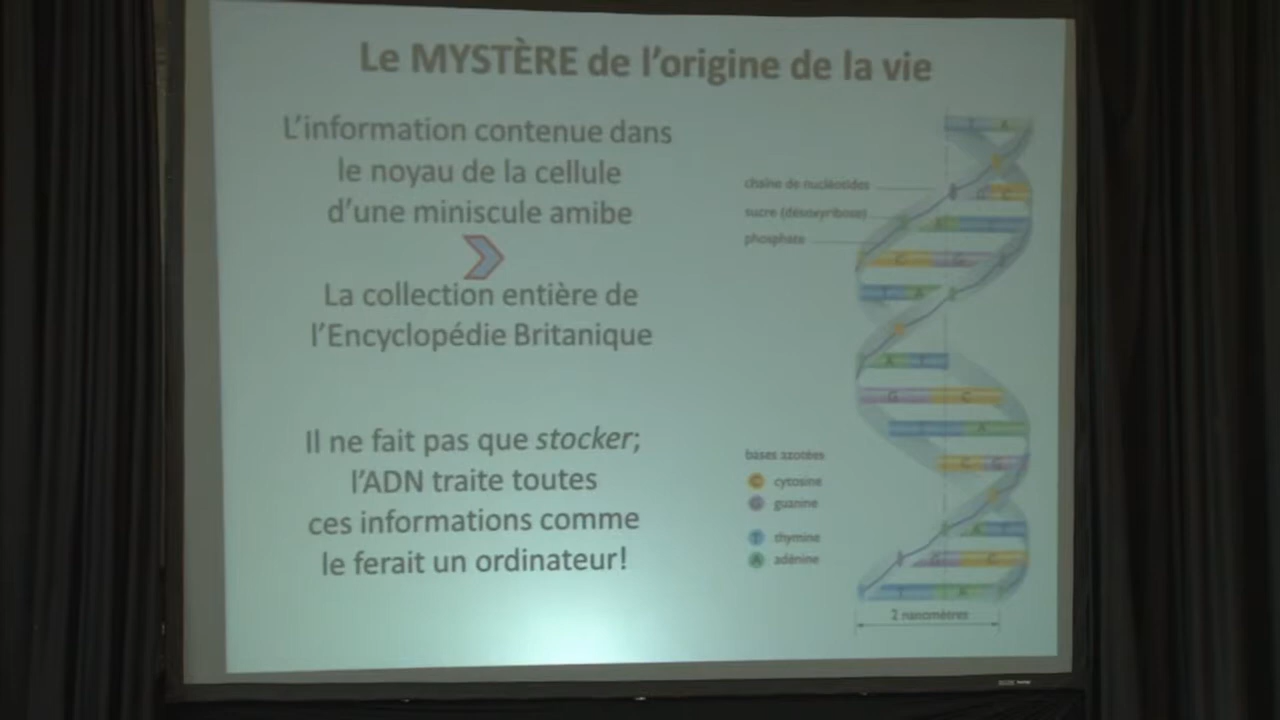 Le MYSTÈRE de l'origine de la vie
L'information contenue dans
le noyau de la cellule
d'une miniscule amibe
La collection entière de
l'Encyclopédie Britanique
Il ne fait pas que stocker;
l'ADN traite toutes
ces informations comme
le ferait un ordinateur!
chaîne de nucléotides
sucre (désoxyribose)
phosphate
bases azotées
C cytosine
G guanine
T thymine
A adénine
2 nanomètres